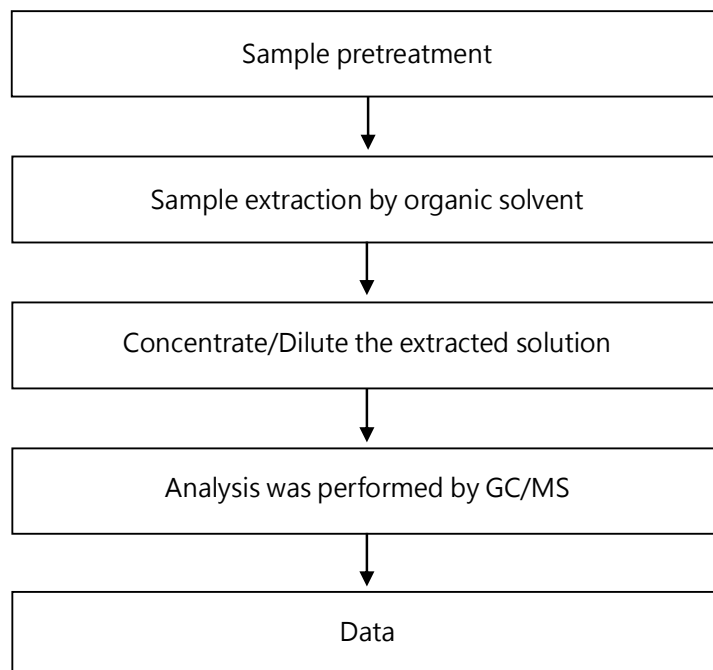 Sample pretreatment
Sample extraction by organic solvent
Concentrate/Dilute the extracted solution
Analysis was performed by GC/MS
Data